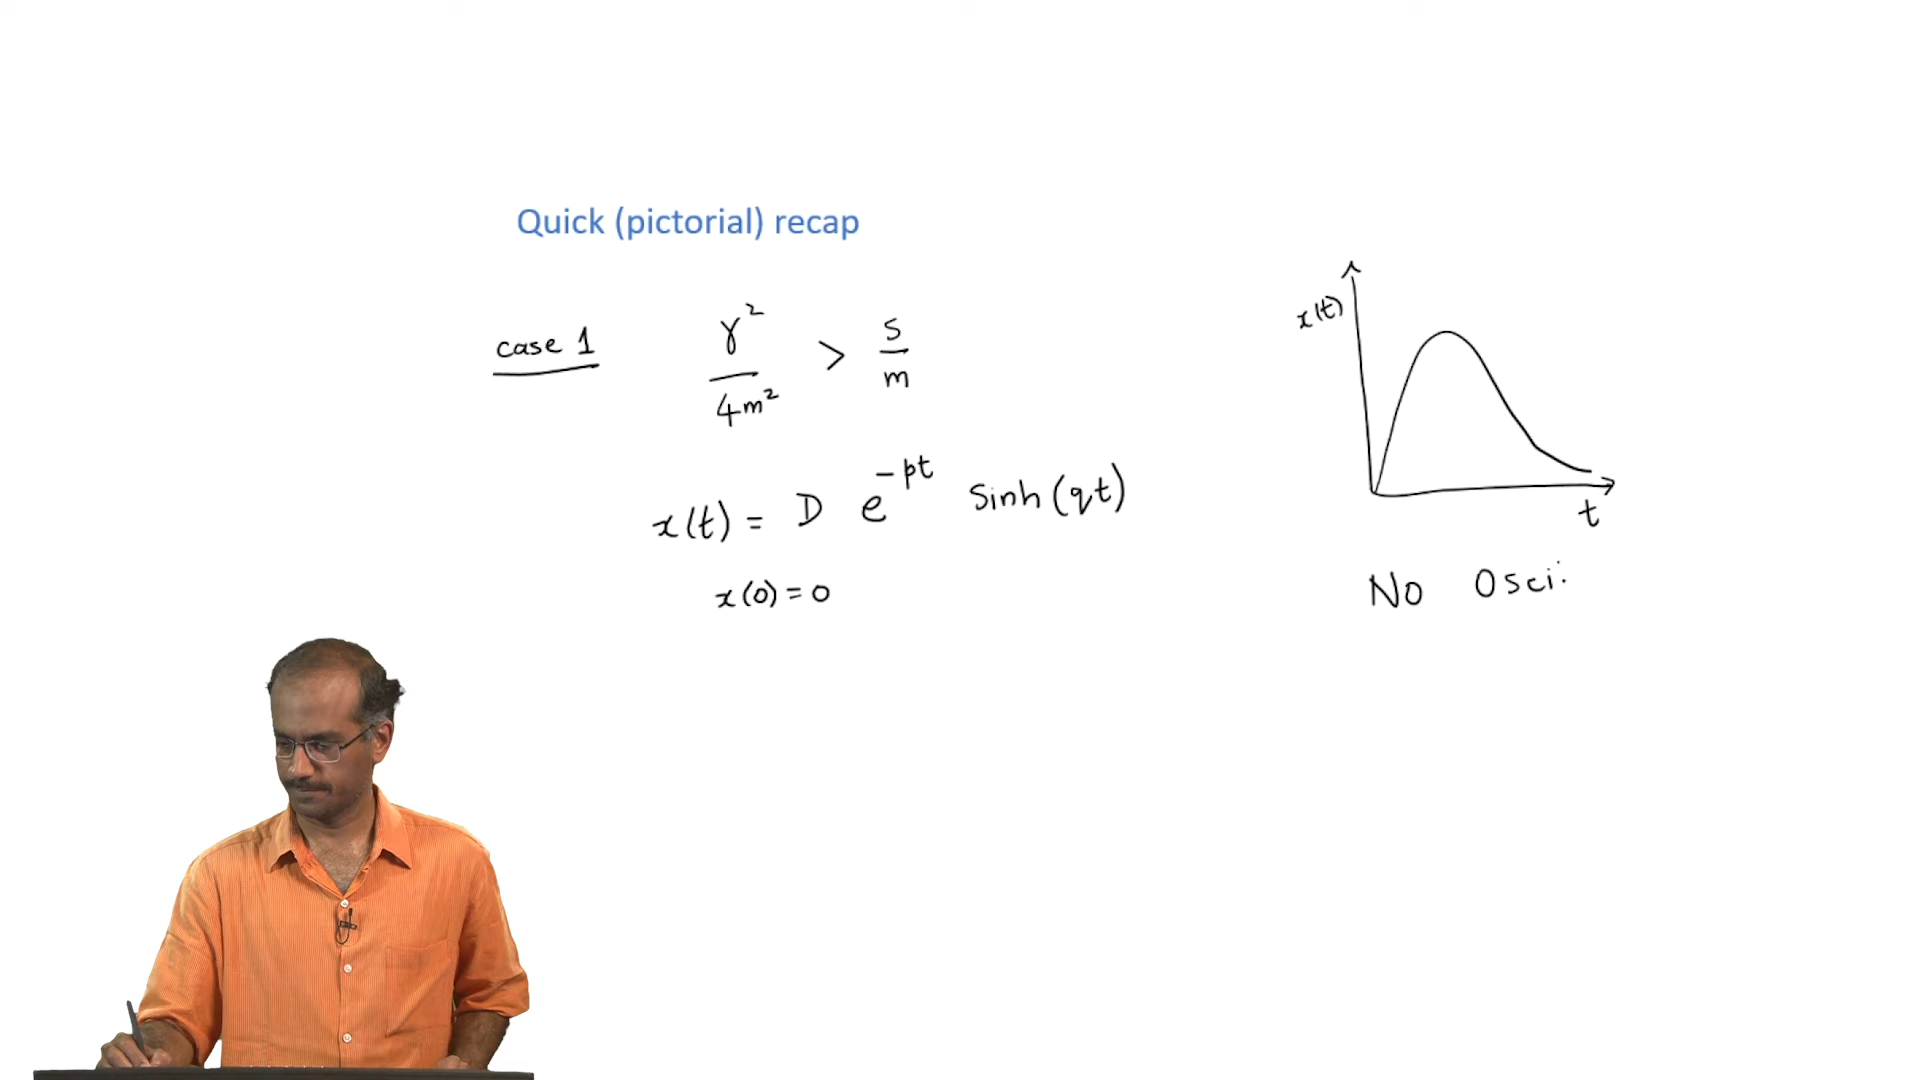 Quick (pictorial) recap
case 1 γ²/4m² > s/m
x(t) = D e^{-pt} Sinh(qt)
x(0) = 0
x(t)
t
No Osci: